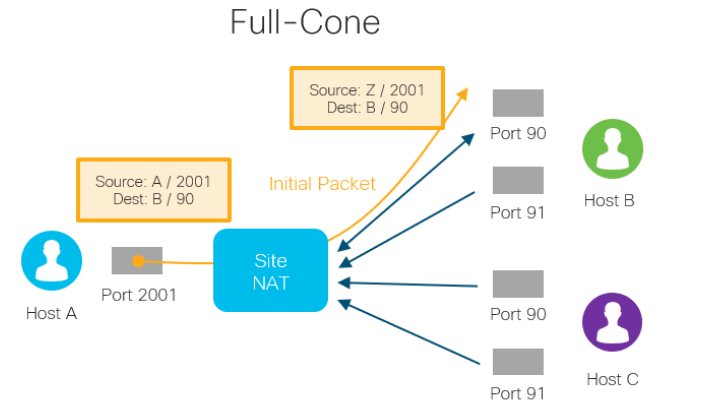 Full-Cone
Source: Z / 2001
Dest: B / 90
Port 90
Source: A / 2001
Dest: B / 90
Initial Packet
Port 91
Host B
Site
NAT
Port 2001
Host A
Port 90
Host C
Port 91